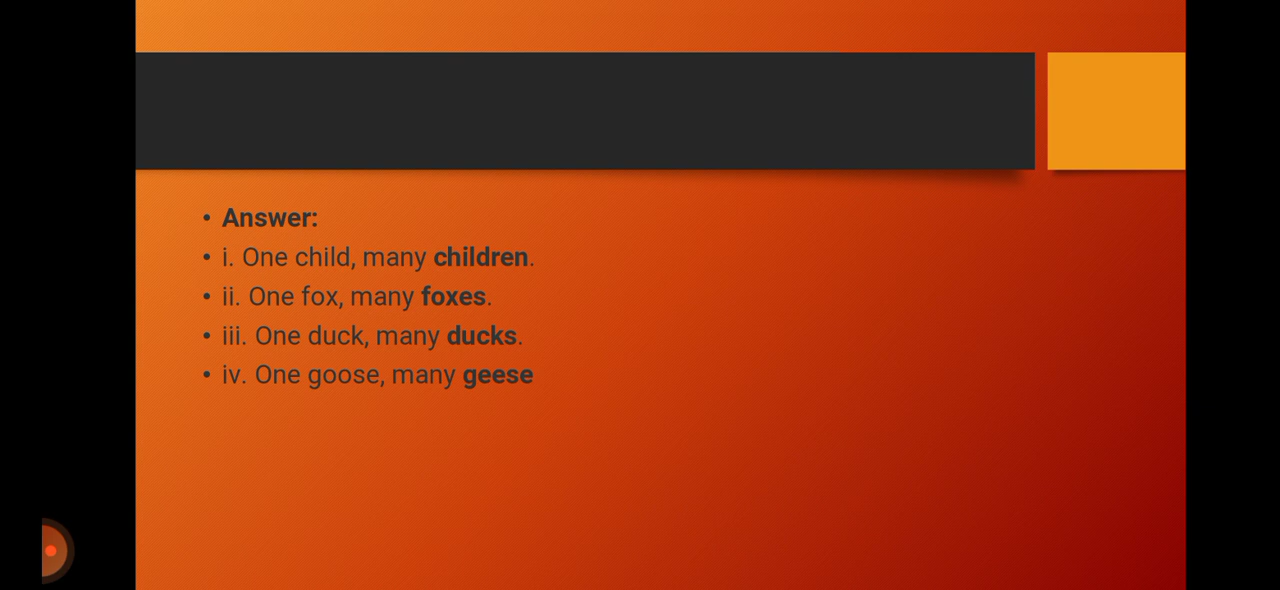 • Answer:
• i. One child, many children.
• ii. One fox, many foxes.
• iii. One duck, many ducks.
• iv. One goose, many geese